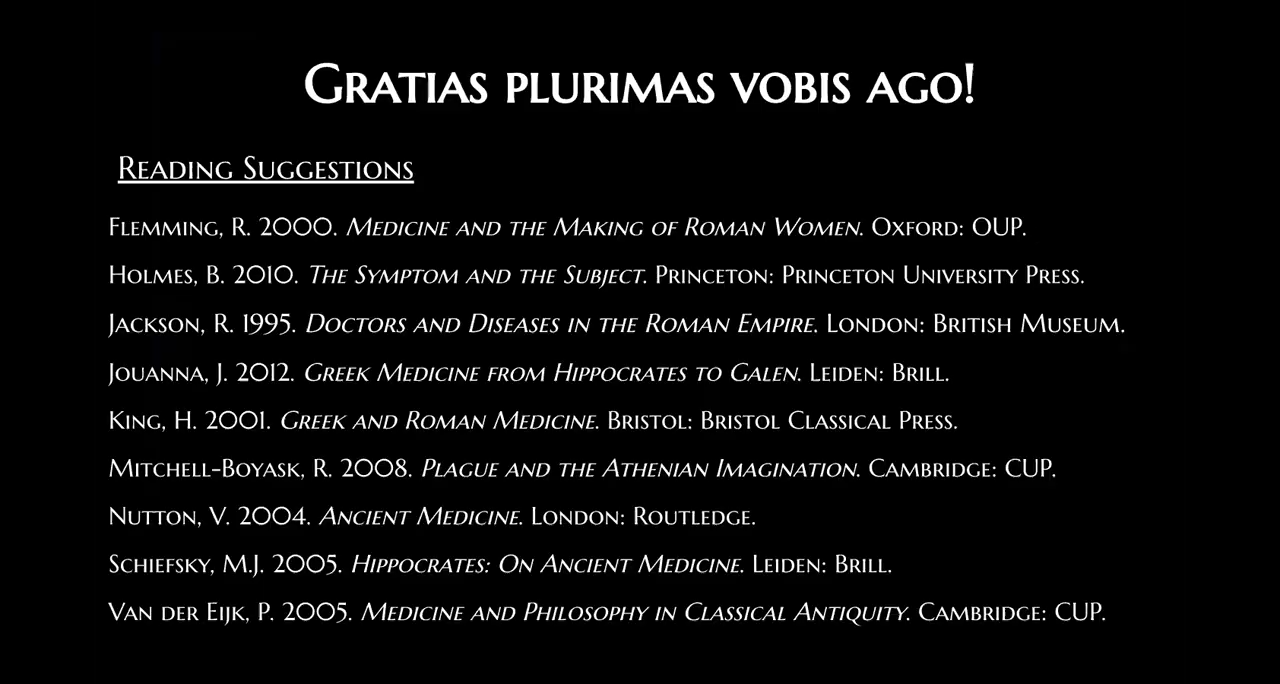 Gratias plurimas vobis ago!
Reading Suggestions
Flemming, R. 2000. Medicine and the Making of Roman Women. Oxford: OUP.
Holmes, B. 2010. The Symptom and the Subject. Princeton: Princeton University Press.
Jackson, R. 1995. Doctors and Diseases in the Roman Empire. London: British Museum.
Jouanna, J. 2012. Greek Medicine from Hippocrates to Galen. Leiden: Brill.
King, H. 2001. Greek and Roman Medicine. Bristol: Bristol Classical Press.
Mitchell-Boyask, R. 2008. Plague and the Athenian Imagination. Cambridge: CUP.
Nutton, V. 2004. Ancient Medicine. London: Routledge.
Schiefsky, M.J. 2005. Hippocrates: On Ancient Medicine. Leiden: Brill.
Van der Eijk, P. 2005. Medicine and Philosophy in Classical Antiquity. Cambridge: CUP.